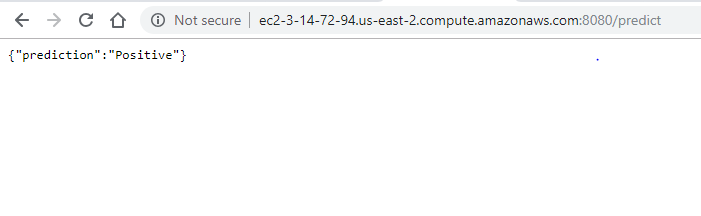 Not secure | ec2-3-14-72-94.us-east-2.compute.amazonaws.com:8080/predict
{"prediction":"Positive"}